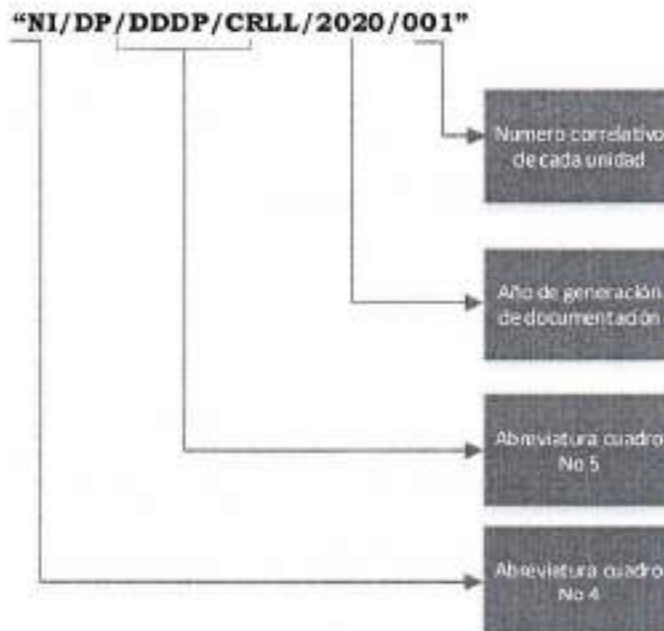 “NI/DP/DDDP/CRLL/2020/001”
Numero correlativo
de cada unidad
Año de generación
de documentación
Abreviatura cuadro
No 5
Abreviatura cuadro
No 4